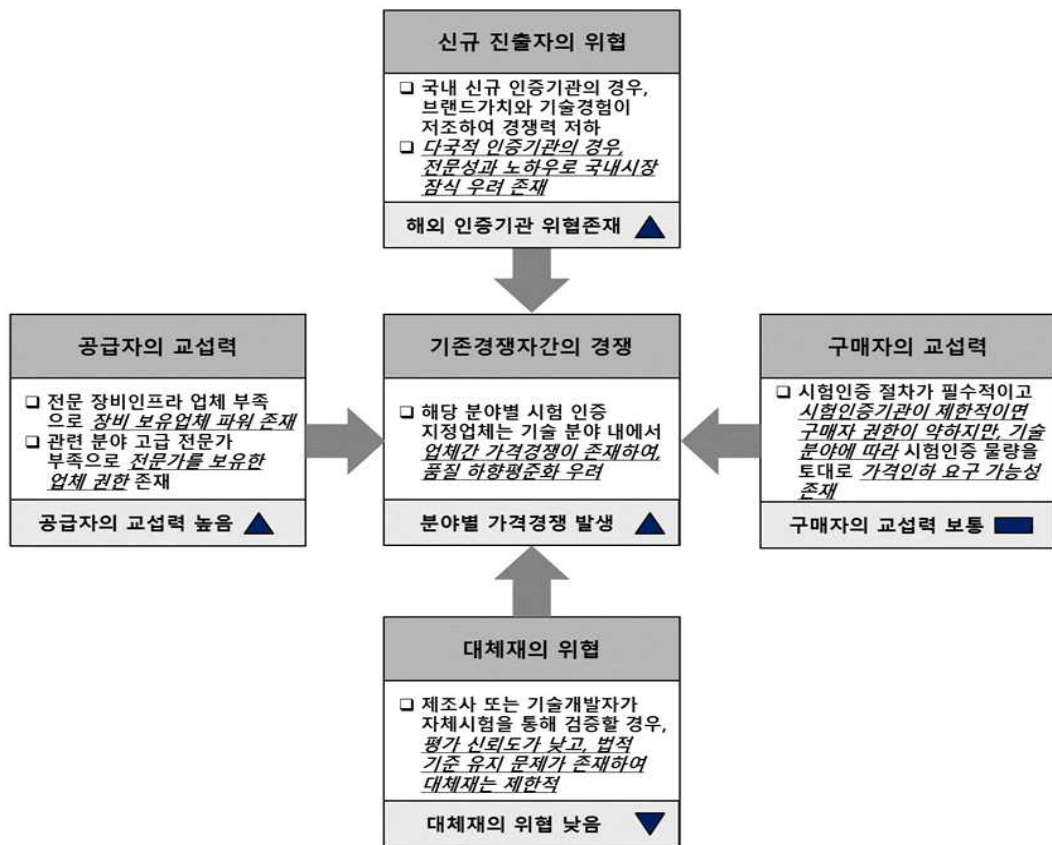 신규 진출자의 위협
❑ 국내 신규 인증기관의 경우,
브랜드가치와 기술경험이
저조하여 경쟁력 저하
❑ 다국적 인증기관의 경우,
전문성과 노하우로 국내시장
잠식 우려 존재
해외 인증기관 위협존재
공급자의 교섭력
❑ 전문 장비인프라 업체 부족
으로 장비 보유업체 파워 존재
❑ 관련 분야 고급 전문가
부족으로 전문가를 보유한
업체 권한 존재
공급자의 교섭력 높음
기존경쟁자간의 경쟁
❑ 해당 분야별 시험 인증
지정업체는 기술 분야 내에서
업체간 가격경쟁이 존재하여,
품질 하향평준화 우려
분야별 가격경쟁 발생
구매자의 교섭력
❑ 시험인증 절차가 필수적이고
시험인증기관이 제한적이면
구매자 권한이 약하지만, 기술
분야에 따라 시험인증 물량을
토대로 가격인하 요구 가능성
존재
구매자의 교섭력 보통
대체재의 위협
❑ 제조사 또는 기술개발자가
자체시험을 통해 검증할 경우,
평가 신뢰도가 낮고, 법적
기준 유지 문제가 존재하여
대체재는 제한적
대체재의 위협 낮음